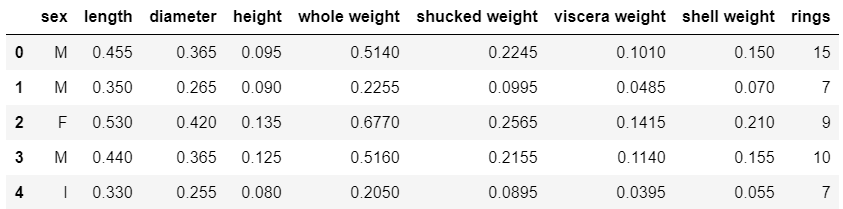 sex length diameter height whole weight shucked weight viscera weight shell weight rings
0 M 0.455 0.365 0.095 0.5140 0.2245 0.1010 0.150 15
1 M 0.350 0.265 0.090 0.2255 0.0995 0.0485 0.070 7
2 F 0.530 0.420 0.135 0.6770 0.2565 0.1415 0.210 9
3 M 0.440 0.365 0.125 0.5160 0.2155 0.1140 0.155 10
4 I 0.330 0.255 0.080 0.2050 0.0895 0.0395 0.055 7